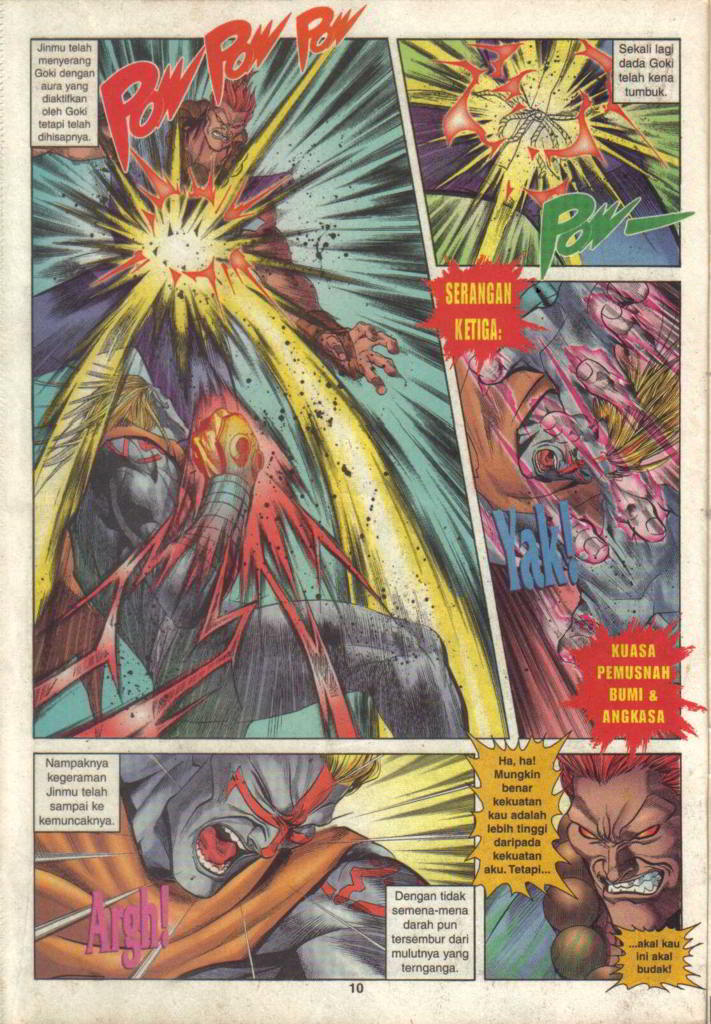 Jinmu telah
menyerang
Goki dengan
aura yang
diaktifkan
oleh Goki
tetapi telah
dihisapnya.
POW POW POW
Sekali lagi
dada Goki
telah kena
tumbuk.
POW
SERANGAN
KETIGA:
Yak!
KUASA
PEMUSNAH
BUMI &
ANGKASA
Nampaknya
kegeraman
Jinmu telah
sampai ke
kemuncaknya.
Argh!
Dengan tidak
semena-mena
darah pun
tersembur dari
mulutnya yang
ternganga.
Ha, ha!
Mungkin
benar
kekuatan
kau adalah
lebih tinggi
daripada
kekuatan
aku. Tetapi...
...akal kau
ini akal
budak!
10